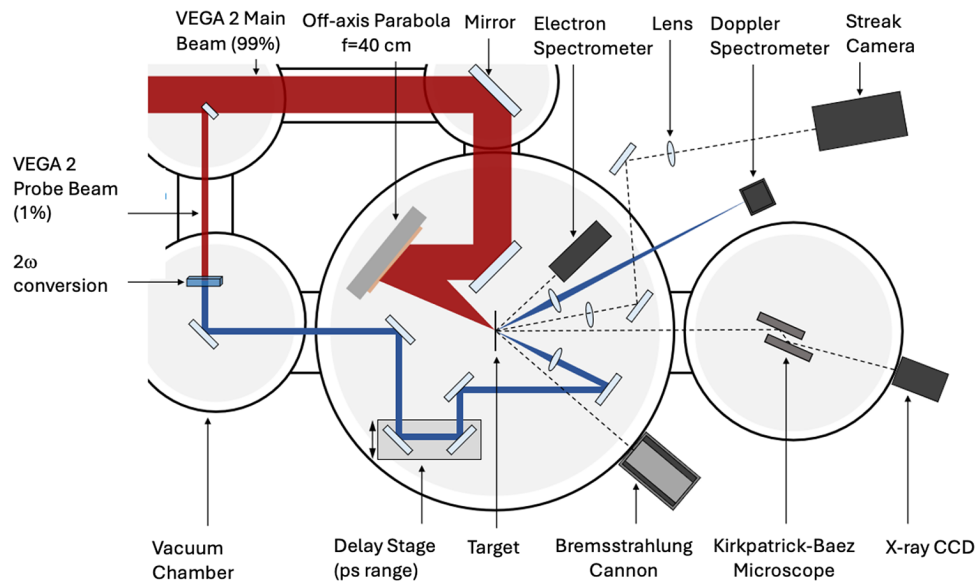 VEGA 2 Main
Beam (99%)
Off-axis Parabola
f=40 cm
Mirror
Electron
Spectrometer
Lens
Doppler
Spectrometer
Streak
Camera
VEGA 2
Probe Beam
(1%)
2ω
conversion
Vacuum
Chamber
Delay Stage
(ps range)
Target
Bremsstrahlung
Cannon
Kirkpatrick-Baez
Microscope
X-ray CCD